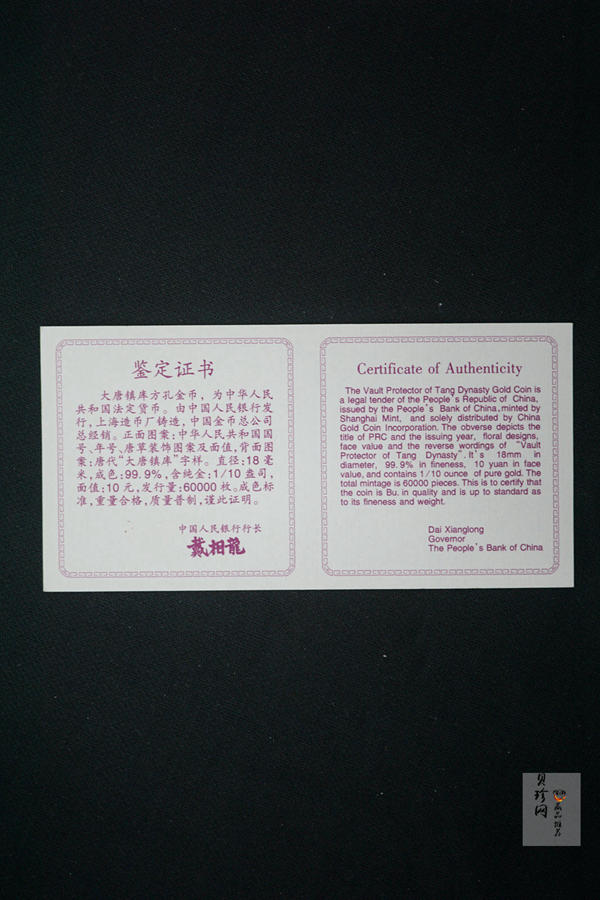 鉴定证书
大唐镇库方孔金币，为中华人民
共和国法定货币。由中国人民银行发
行，上海造币厂铸造，中国金币总公司
总经销。正面图案：中华人民共和国国
号、年号、唐草装饰图案及面值，背面图
案：唐代“大唐镇库”字样。直径：18毫
米，成色：99.9%，含纯金：1/10盎司，
面值：10元，发行量：60000枚。成色标
准，重量合格，质量普制，谨此证明。
中国人民银行行长
戴相龍
Certificate of Authenticity
The Vault Protector of Tang Dynasty Gold Coin is
a legal tender of the People's Republic of China,
issued by the People's Bank of China, minted by
Shanghai Mint, and solely distributed by China
Gold Coin Incorporation. The obverse depicts the
title of PRC and the issuing year, floral designs,
face value and the reverse wordings of "Vault
Protector of Tang Dynasty". It's 18mm in
diameter, 99.9% in fineness, 10 yuan in face
value, and contains 1/10 ounce of pure gold. The
total mintage is 60000 pieces. This is to certify that
the coin is Bu. in quality and is up to standard as
to its fineness and weight.
Dai Xianglong
Governor
The People's Bank of China
贝珍网
藏品推荐